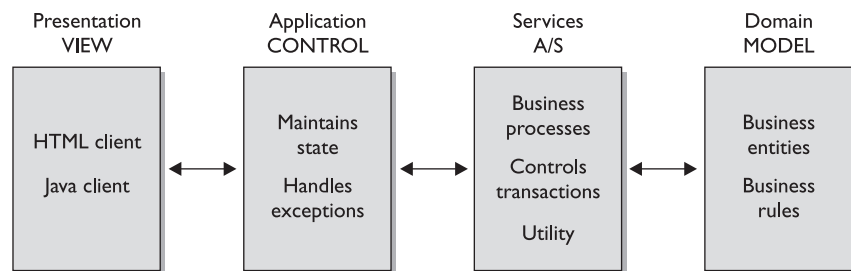 Presentation
VIEW
HTML client
Java client
Application
CONTROL
Maintains
state
Handles
exceptions
Services
A/S
Business
processes
Controls
transactions
Utility
Domain
MODEL
Business
entities
Business
rules